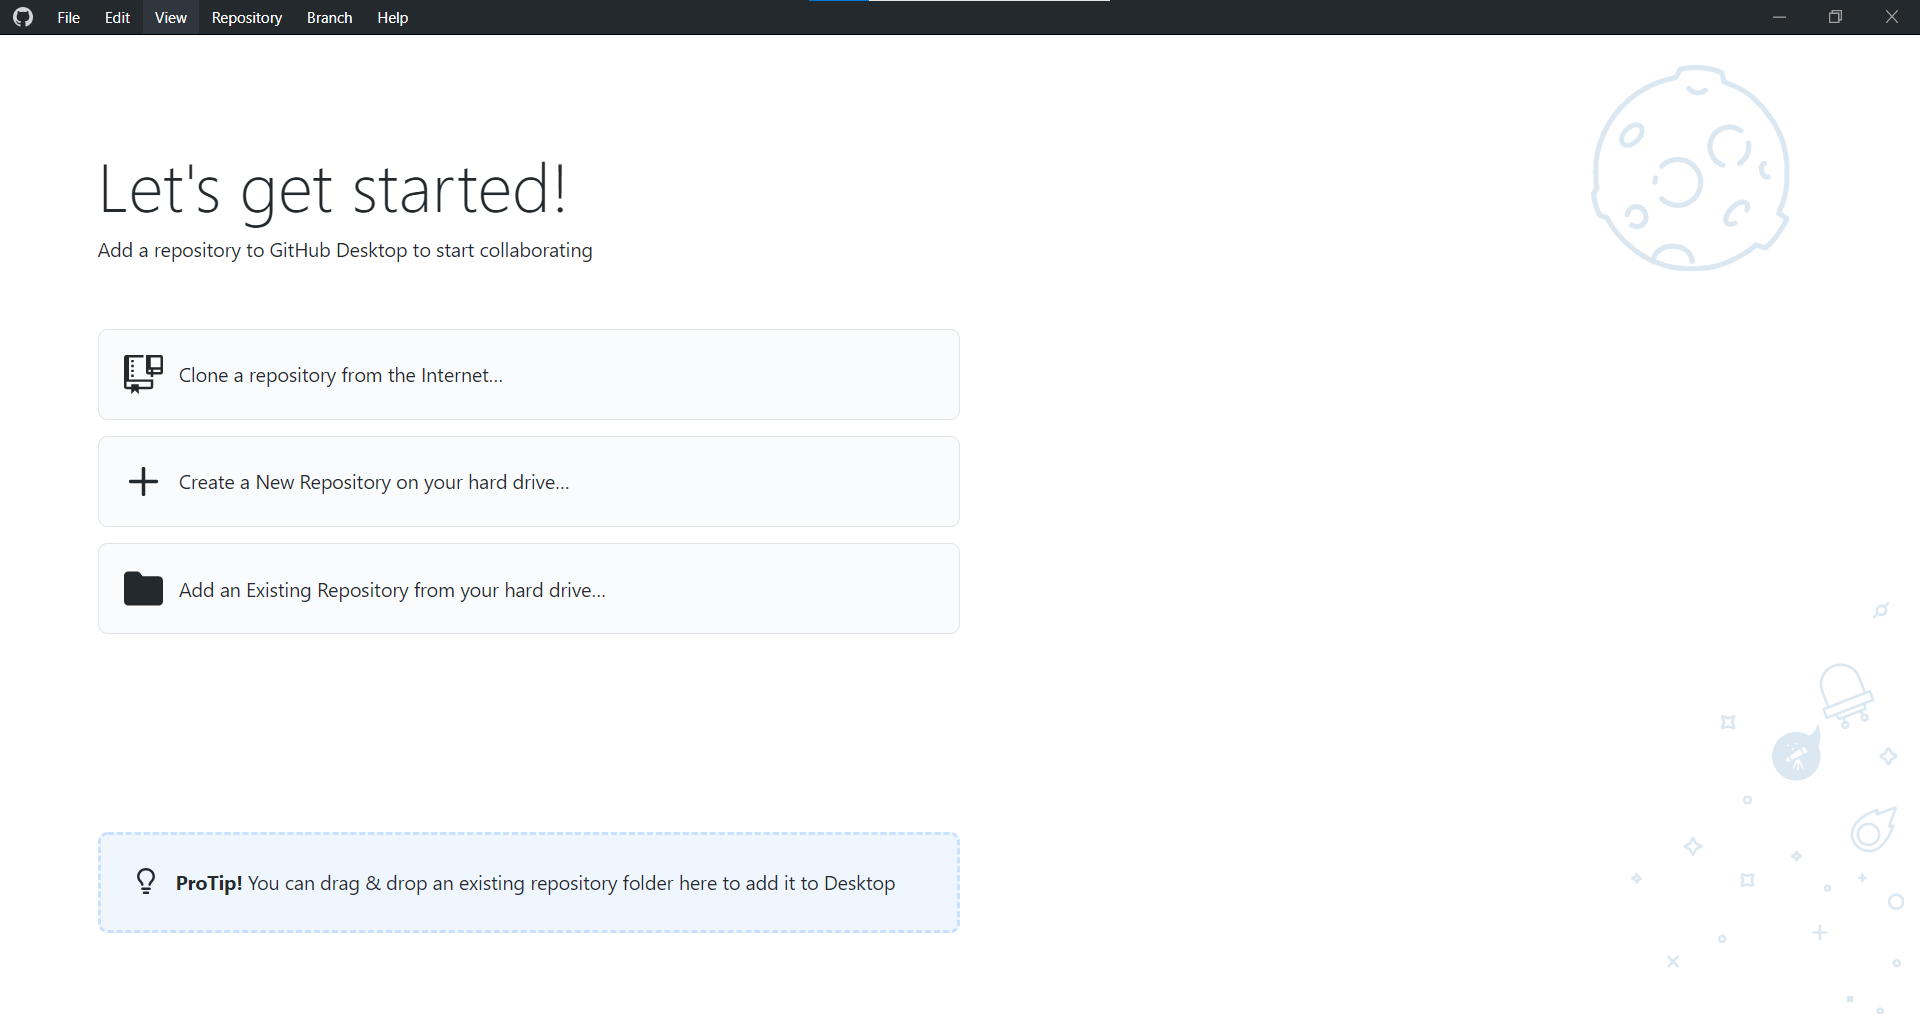 File Edit View Repository Branch Help
Let's get started!
Add a repository to GitHub Desktop to start collaborating
Clone a repository from the Internet...
Create a New Repository on your hard drive...
Add an Existing Repository from your hard drive...
ProTip! You can drag & drop an existing repository folder here to add it to Desktop